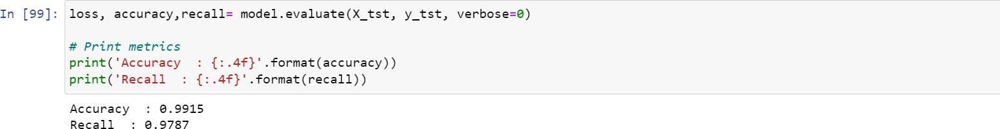 In [99]: loss, accuracy,recall= model.evaluate(X_tst, y_tst, verbose=0)
# Print metrics
print('Accuracy  : {:.4f}'.format(accuracy))
print('Recall  : {:.4f}'.format(recall))
Accuracy  : 0.9915
Recall  : 0.9787